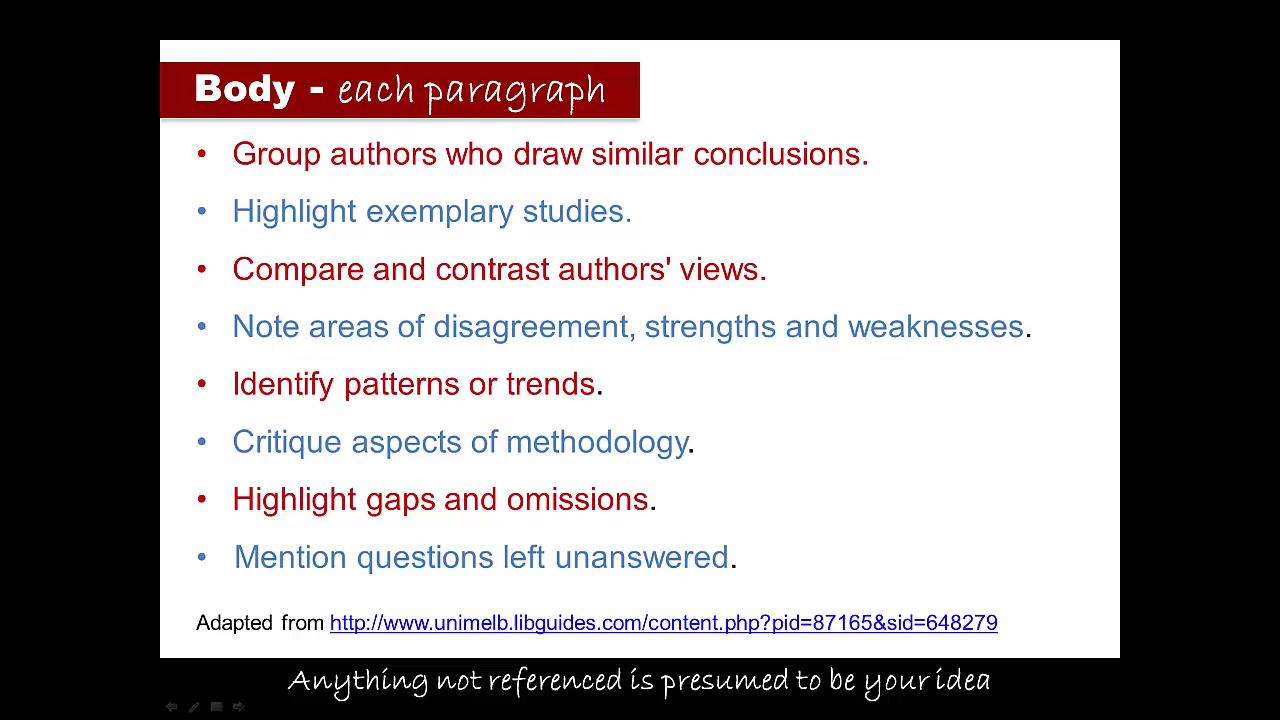 Body - each paragraph
• Group authors who draw similar conclusions.
• Highlight exemplary studies.
• Compare and contrast authors' views.
• Note areas of disagreement, strengths and weaknesses.
• Identify patterns or trends.
• Critique aspects of methodology.
• Highlight gaps and omissions.
• Mention questions left unanswered.
Adapted from http://www.unimelb.libguides.com/content.php?pid=87165&sid=648279
Anything not referenced is presumed to be your idea